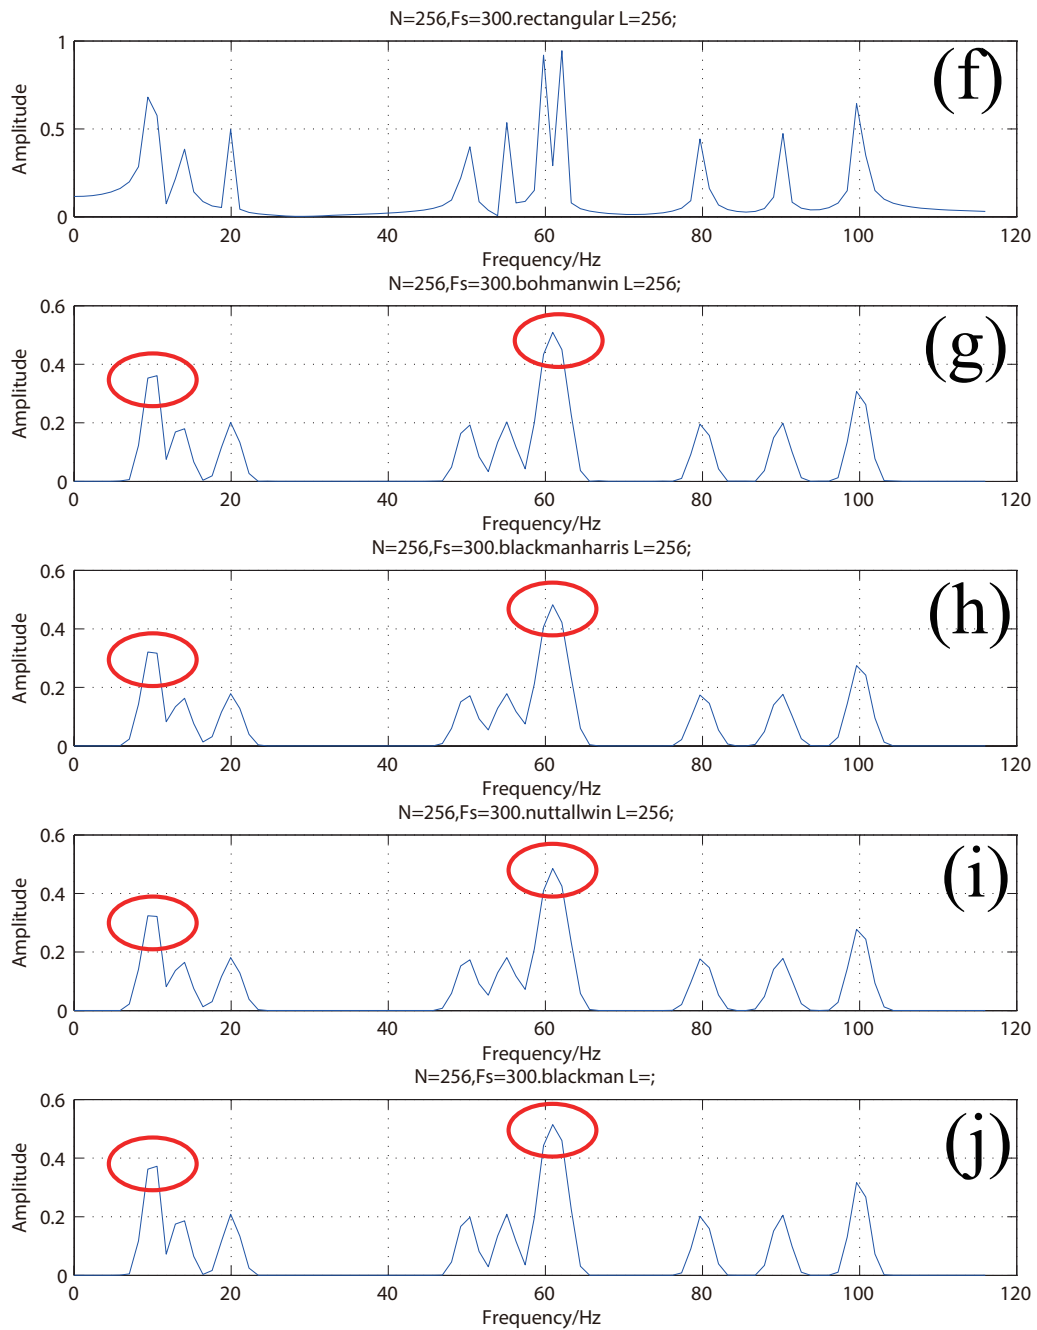 N=256,Fs=300.rectangular L=256;
(f)
Amplitude
1
0.5
0
0 20 40 60 80 100 120
Frequency/Hz
N=256,Fs=300.bohmanwin L=256;
(g)
Amplitude
0.6
0.4
0.2
0
0 20 40 60 80 100 120
Frequency/Hz
N=256,Fs=300.blackmanharris L=256;
(h)
Amplitude
0.6
0.4
0.2
0
0 20 40 60 80 100 120
Frequency/Hz
N=256,Fs=300.nuttallwin L=256;
(i)
Amplitude
0.6
0.4
0.2
0
0 20 40 60 80 100 120
Frequency/Hz
N=256,Fs=300.blackman L=;
(j)
Amplitude
0.6
0.4
0.2
0
0 20 40 60 80 100 120
Frequency/Hz